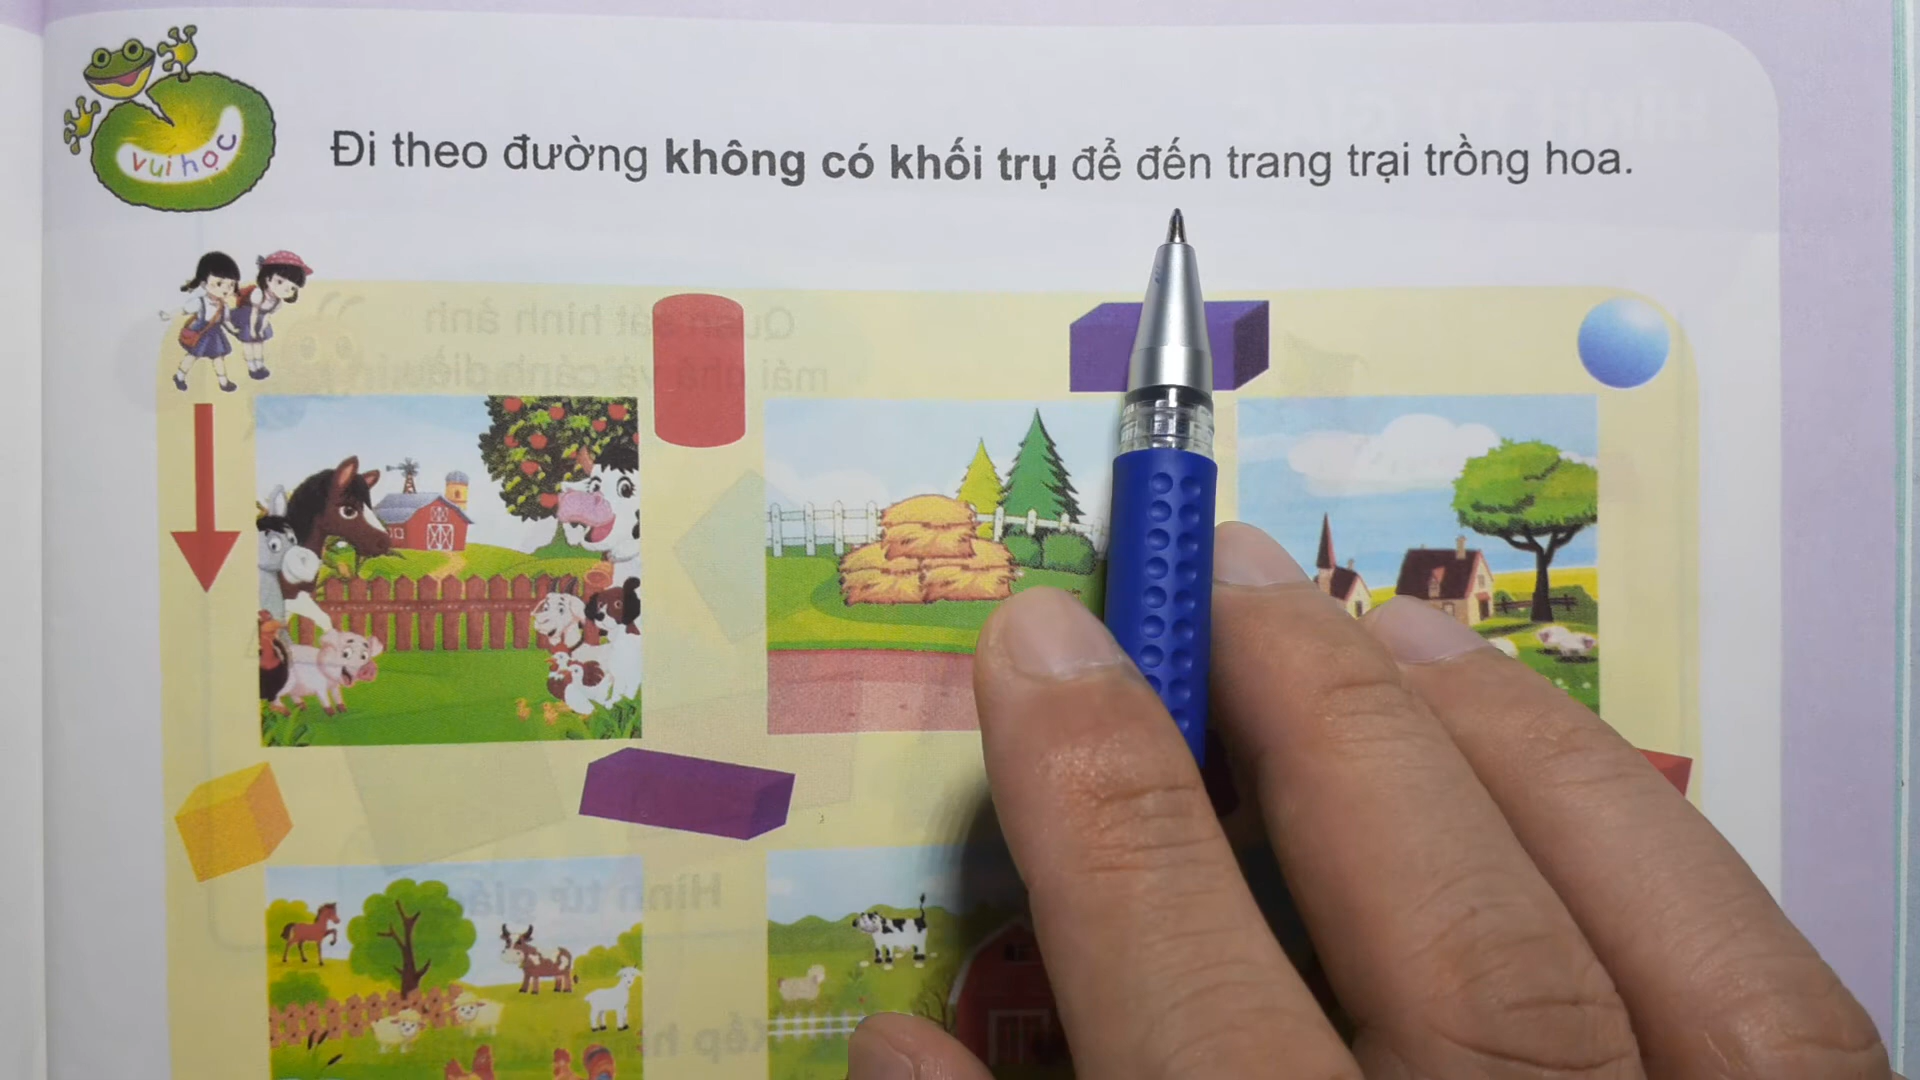 vui học
Đi theo đường không có khối trụ để đến trang trại trồng hoa.